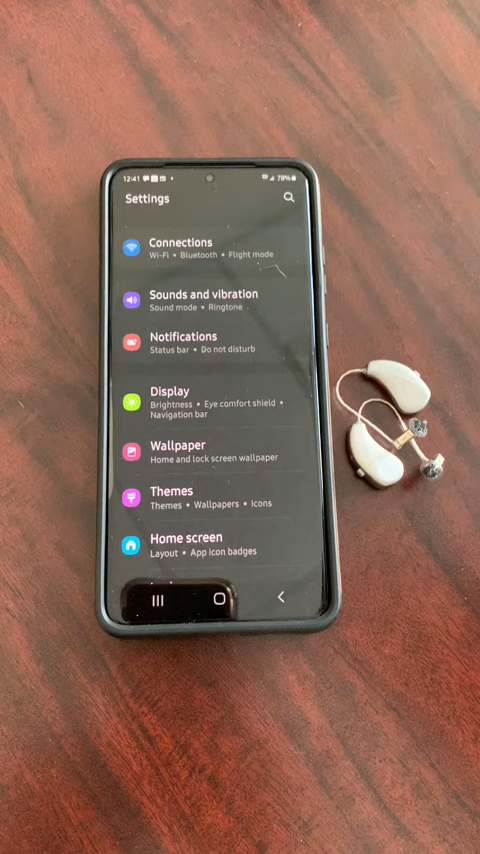 12:41
78%
Settings
Connections
Wi-Fi • Bluetooth • Flight mode
Sounds and vibration
Sound mode • Ringtone
Notifications
Status bar • Do not disturb
Display
Brightness • Eye comfort shield •
Navigation bar
Wallpaper
Home and lock screen wallpaper
Themes
Themes • Wallpapers • Icons
Home screen
Layout • App icon badges